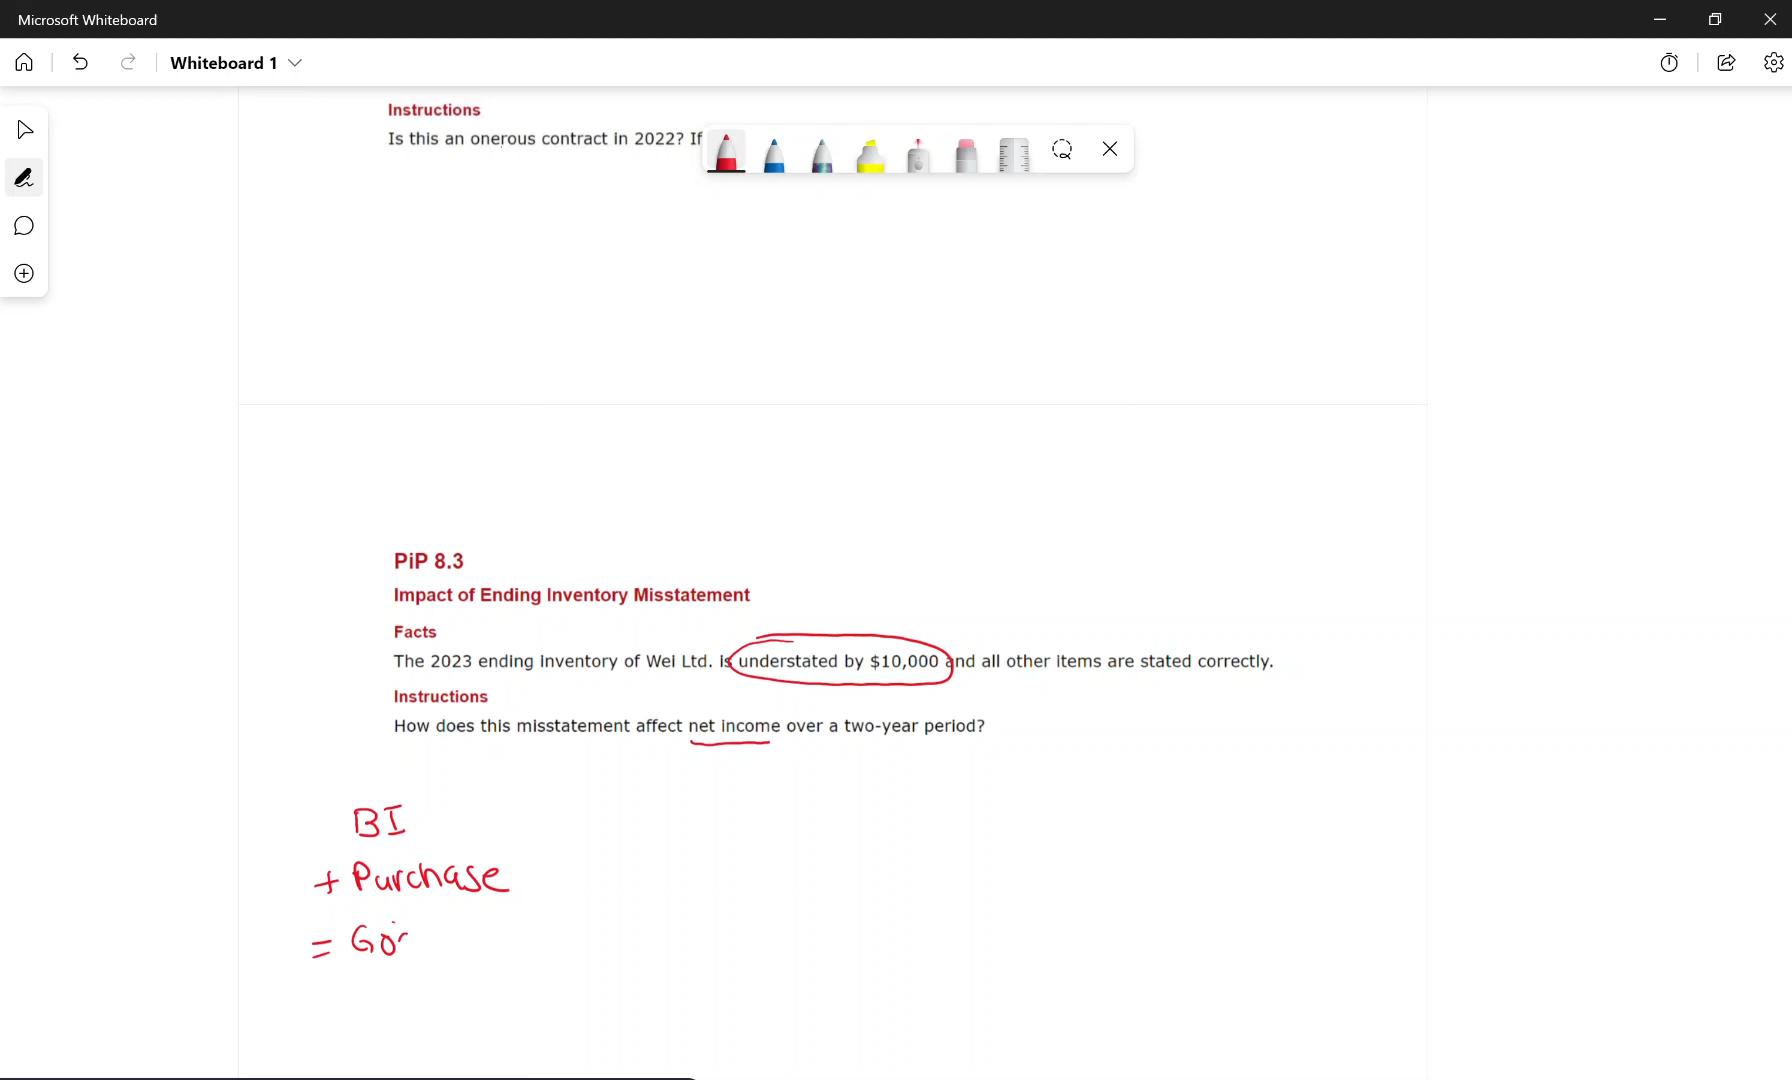 Microsoft Whiteboard
Whiteboard 1
Instructions
Is this an onerous contract in 2022? If
PiP 8.3
Impact of Ending Inventory Misstatement
Facts
The 2023 ending inventory of Wei Ltd. is understated by $10,000 and all other items are stated correctly.
Instructions
How does this misstatement affect net income over a two-year period?
BI
+ Purchase
= Go